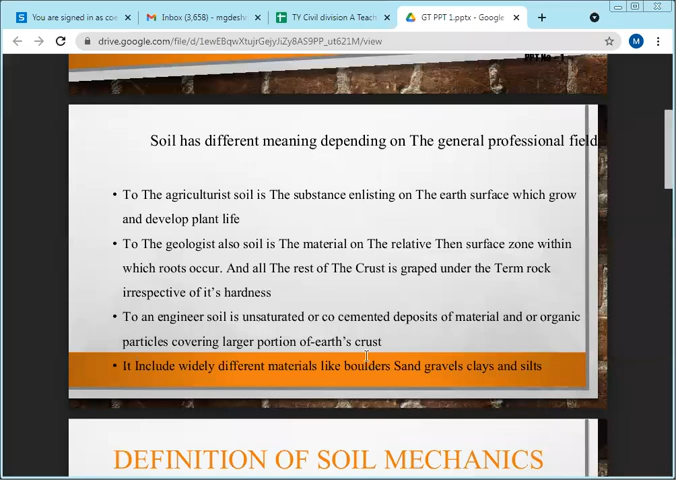 You are signed in as coe
Inbox (3,658) - mgdeshr
TY Civil division A Teach
GT PPT 1.pptx - Google
drive.google.com/file/d/1ewEBqwXtujrGejyJiZy8AS9PP_ut621M/view
M
PPT No - 1
Soil has different meaning depending on The general professional field
• To The agriculturist soil is The substance enlisting on The earth surface which grow
and develop plant life
• To The geologist also soil is The material on The relative Then surface zone within
which roots occur. And all The rest of The Crust is graped under the Term rock
irrespective of it's hardness
• To an engineer soil is unsaturated or co cemented deposits of material and or organic
particles covering larger portion of-earth's crust
• It Include widely different materials like boulders Sand gravels clays and silts
DEFINITION OF SOIL MECHANICS